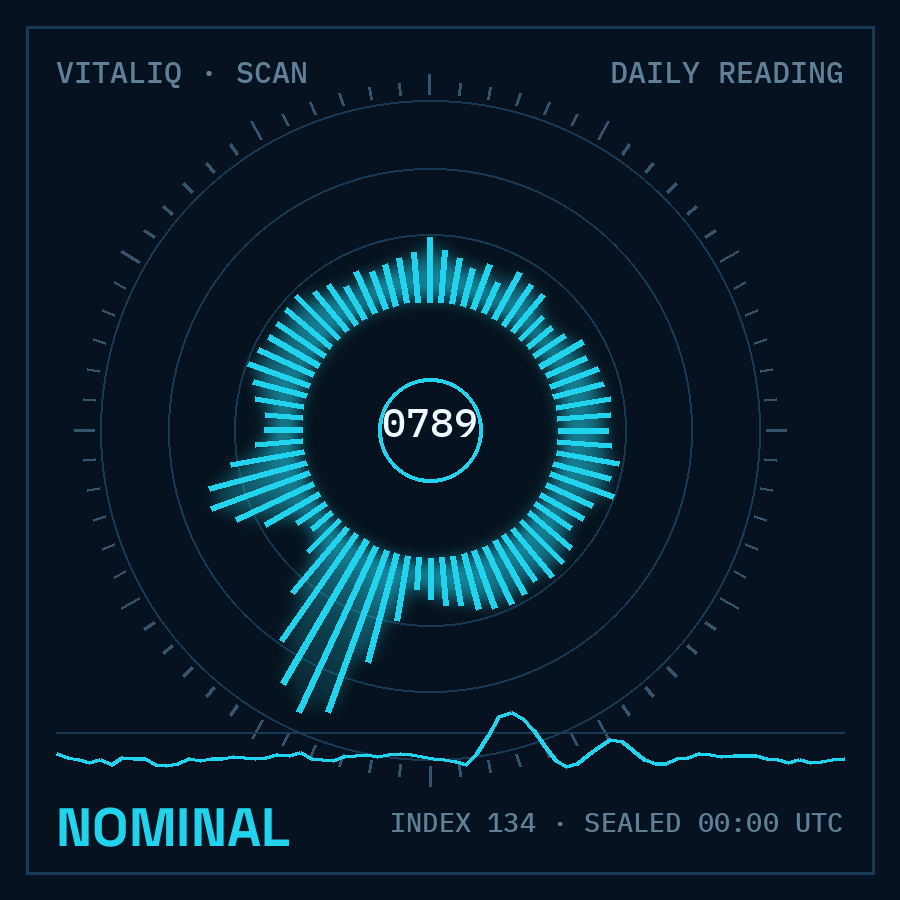 VITALIQ · SCAN
DAILY READING
0789
NOMINAL
INDEX 134 · SEALED 00:00 UTC